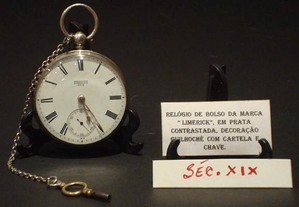 RELÓGIO DE BOLSO DA MARCA
"LIMERICK", EM PRATA
CONTRASTADA, DECORAÇÃO
GUILHOCHÉ COM CARTELA E
CHAVE.
SÉC. XIX